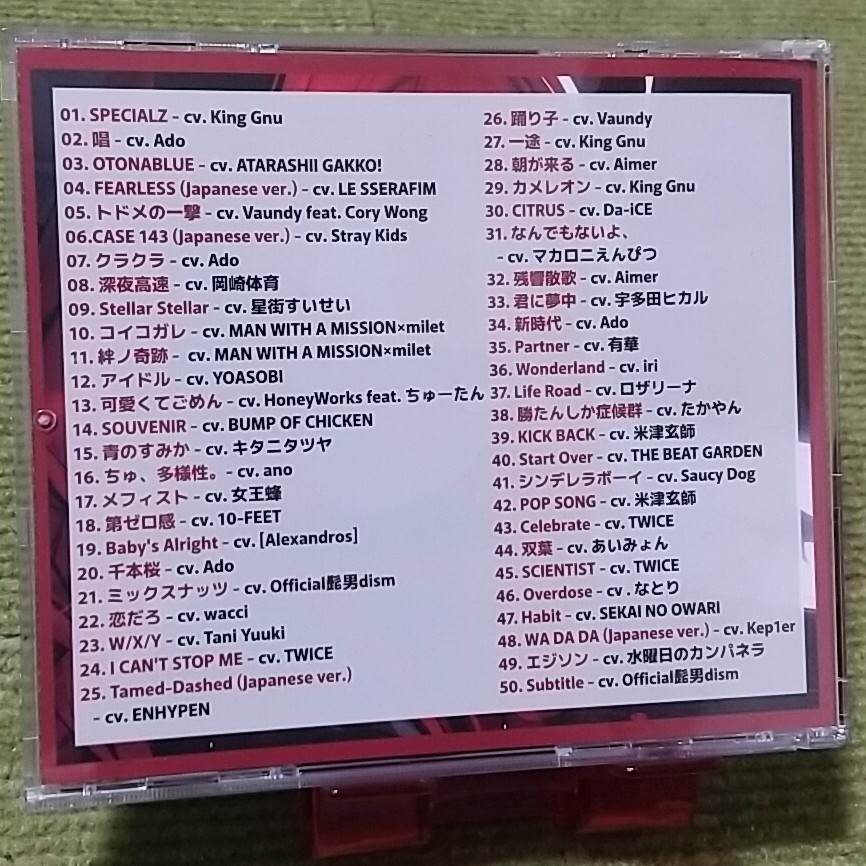 01. SPECIALZ – cv. King Gnu
02. 唱 – cv. Ado
03. OTONABLUE – cv. ATARASHII GAKKO!
04. FEARLESS (Japanese ver.) – cv. LE SSERAFIM
05. トドメの一撃 – cv. Vaundy feat. Cory Wong
06.CASE 143 (Japanese ver.) – cv. Stray Kids
07. クラクラ – cv. Ado
08. 深夜高速 – cv. 岡崎体育
09. Stellar Stellar – cv. 星街すいせい
10. コイコガレ – cv. MAN WITH A MISSION×milet
11. 絆ノ奇跡 – cv. MAN WITH A MISSION×milet
12. アイドル – cv. YOASOBI
13. 可愛くてごめん – cv. HoneyWorks feat. ちゅーたん
14. SOUVENIR – cv. BUMP OF CHICKEN
15. 青のすみか – cv. キタニタツヤ
16. ちゅ、多様性。 – cv. ano
17. メフィスト – cv. 女王蜂
18. 第ゼロ感 – cv. 10-FEET
19. Baby's Alright – cv. [Alexandros]
20. 千本桜 – cv. Ado
21. ミックスナッツ – cv. Official髭男dism
22. 恋だろ – cv. wacci
23. W/X/Y – cv. Tani Yuuki
24. I CAN'T STOP ME – cv. TWICE
25. Tamed-Dashed (Japanese ver.)
– cv. ENHYPEN
26. 踊り子 – cv. Vaundy
27. 一途 – cv. King Gnu
28. 朝が来る – cv. Aimer
29. カメレオン – cv. King Gnu
30. CITRUS – cv. Da-iCE
31. なんでもないよ、
– cv. マカロニえんぴつ
32. 残響散歌 – cv. Aimer
33. 君に夢中 – cv. 宇多田ヒカル
34. 新時代 – cv. Ado
35. Partner – cv. 有華
36. Wonderland – cv. iri
37. Life Road – cv. ロザリーナ
38. 勝たんしか症候群 – cv. たかやん
39. KICK BACK – cv. 米津玄師
40. Start Over – cv. THE BEAT GARDEN
41. シンデレラボーイ – cv. Saucy Dog
42. POP SONG – cv. 米津玄師
43. Celebrate – cv. TWICE
44. 双葉 – cv. あいみょん
45. SCIENTIST – cv. TWICE
46. Overdose – cv . なとり
47. Habit – cv. SEKAI NO OWARI
48. WA DA DA (Japanese ver.) – cv. Kep1er
49. エジソン – cv. 水曜日のカンパネラ
50. Subtitle – cv. Official髭男dism